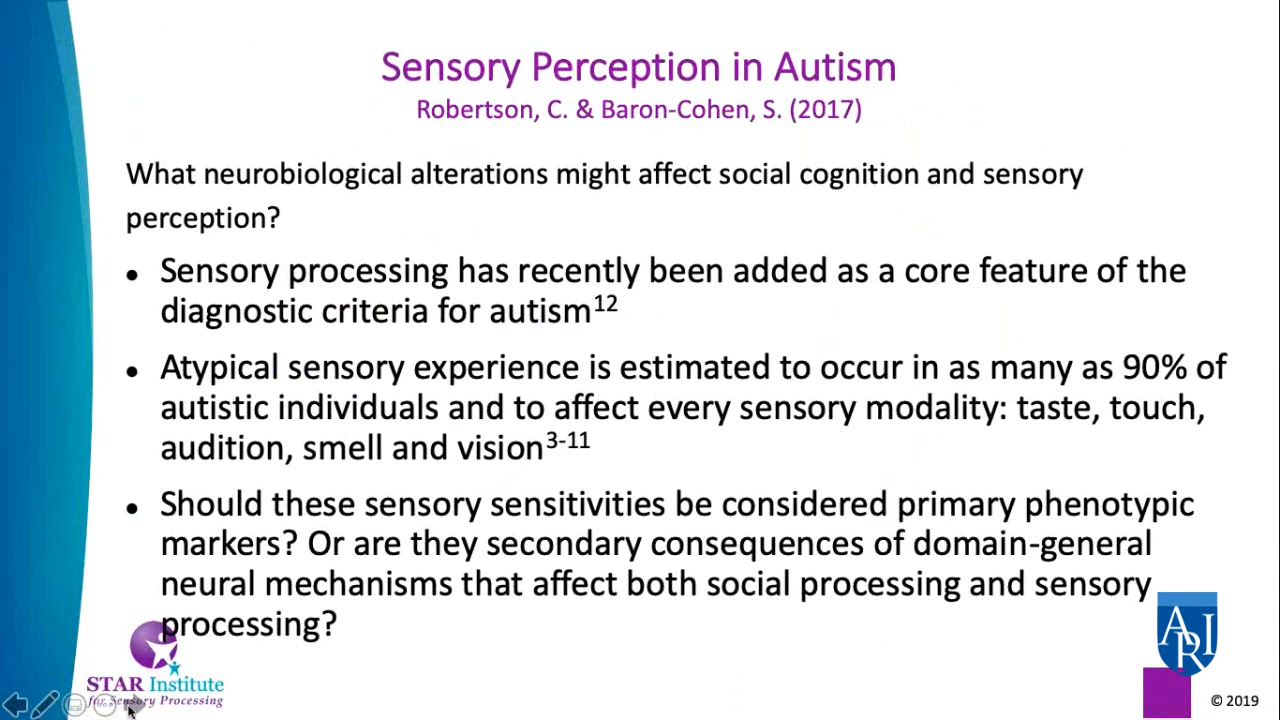 Sensory Perception in Autism
Robertson, C. & Baron-Cohen, S. (2017)
What neurobiological alterations might affect social cognition and sensory
perception?
• Sensory processing has recently been added as a core feature of the
diagnostic criteria for autism¹²
• Atypical sensory experience is estimated to occur in as many as 90% of
autistic individuals and to affect every sensory modality: taste, touch,
audition, smell and vision³⁻¹¹
• Should these sensory sensitivities be considered primary phenotypic
markers? Or are they secondary consequences of domain-general
neural mechanisms that affect both social processing and sensory
processing?
STAR Institute
for Sensory Processing
ARI
© 2019